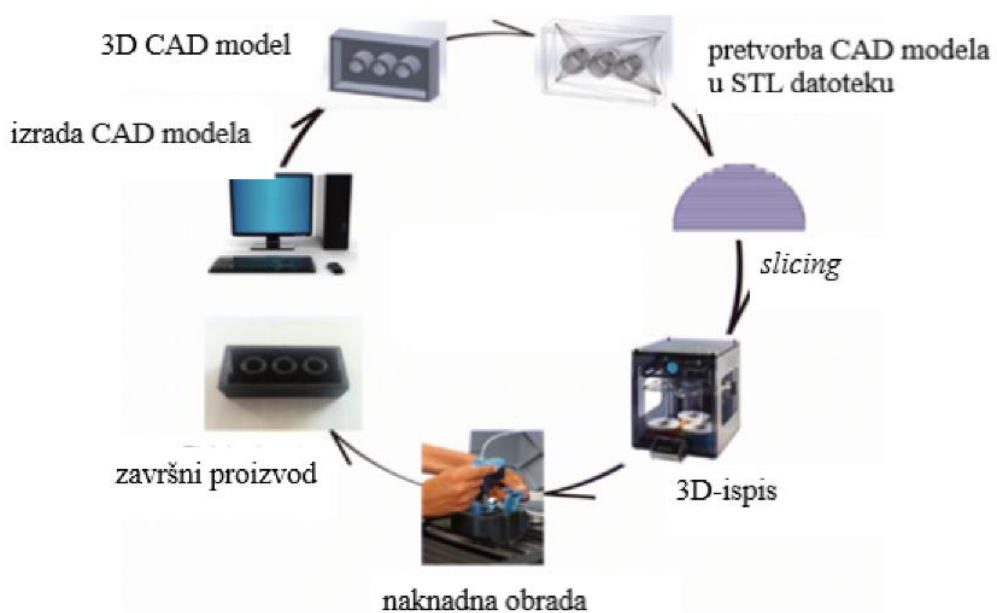 3D CAD model
pretvorba CAD modela
u STL datoteku
izrada CAD modela
slicing
3D-ispis
naknadna obrada
završni proizvod